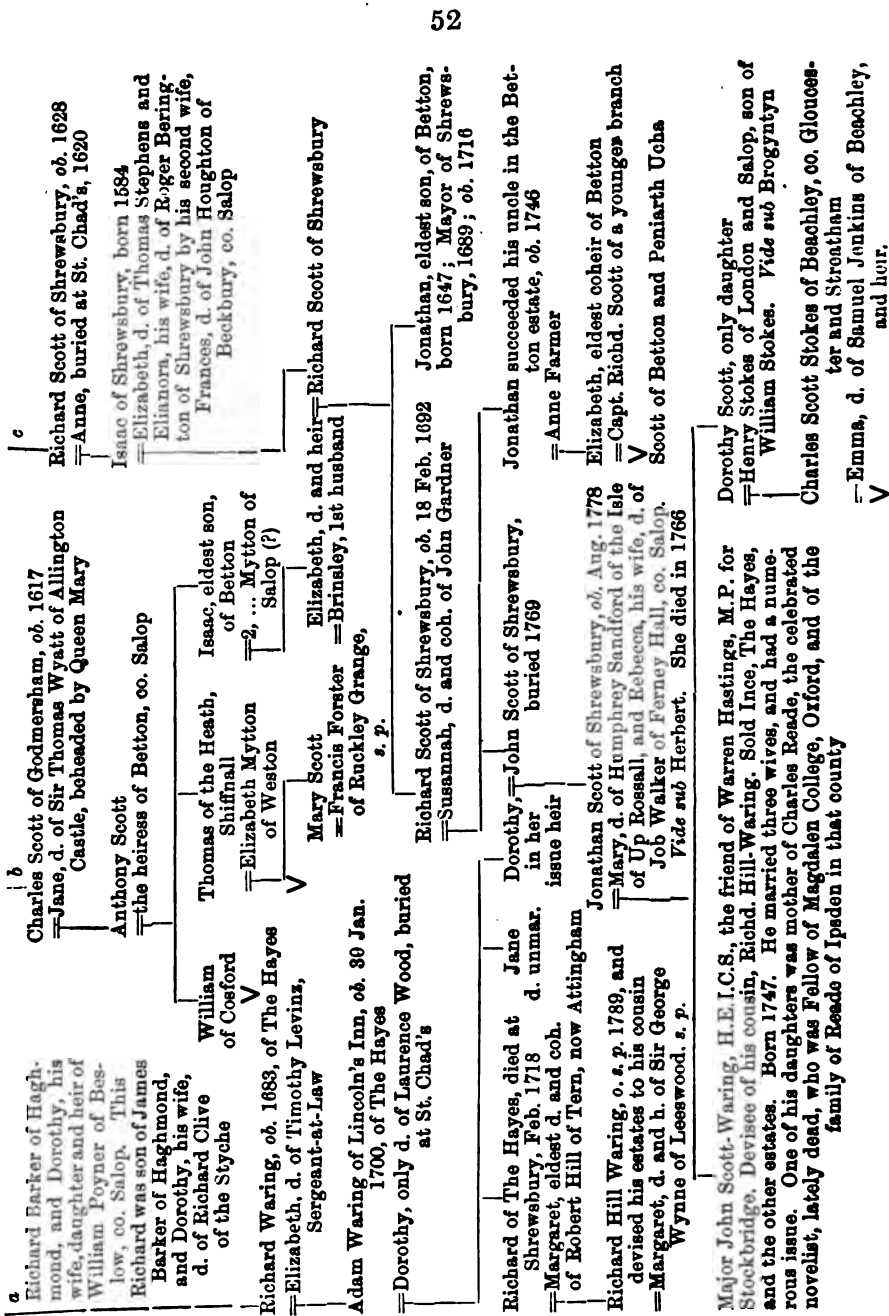 52
a
Richard Barker of Hagh-
mond, and Dorothy, his
wife, daughter and heir of
William Poyner of Bes-
low, co. Salop. This
Richard was son of James
Barker of Haghmond,
and Dorothy, his wife,
d. of Richard Clive
of the Styche
b
Charles Scott of Godmersham, ob. 1617
=Jane, d. of Sir Thomas Wyatt of Allington
Castle, beheaded by Queen Mary
Anthony Scott
=the heiress of Betton, co. Salop
c
Richard Scott of Shrewsbury, ob. 1628
=Anne, buried at St. Chad's, 1620
Isaac of Shrewsbury, born 1584
=Elizabeth, d. of Thomas Stephens and
Elianora, his wife, d. of Roger Bering-
ton of Shrewsbury by his second wife,
Frances, d. of John Houghton of
Beckbury, co. Salop
William
of Cosford
V
Thomas of the Heath,
Shiffnall
=Elizabeth Mytton
of Weston
V
Isaac, eldest son,
of Betton
=2, ... Mytton of
Salop (?)
Richard Waring, ob. 1683, of The Hayes
=Elizabeth, d. of Timothy Levinz,
Sergeant-at-Law
Mary Scott
=Francis Forster
of Ruckley Grange,
s. p.
Elizabeth, d. and heir=Richard Scott of Shrewsbury
=Brinsley, 1st husband
Adam Waring of Lincoln's Inn, ob. 30 Jan.
1700, of The Hayes
=Dorothy, only d. of Laurence Wood, buried
at St. Chad's
Richard Scott of Shrewsbury, ob. 18 Feb. 1692
=Susannah, d. and coh. of John Gardner
Jonathan, eldest son, of Betton,
born 1647; Mayor of Shrews-
bury, 1689; ob. 1716
Richard of The Hayes, died at
Shrewsbury, Feb. 1718
=Margaret, eldest d. and coh.
of Robert Hill of Tern, now Attingham
Jane
d. unmar.
Dorothy,=John Scott of Shrewsbury,
in her
issue heir
buried 1769
Jonathan succeeded his uncle in the Bet-
ton estate, ob. 1746
=Anne Farmer
Richard Hill Waring, o. s. p. 1789, and
devised his estates to his cousin
=Margaret, d. and h. of Sir George
Wynne of Leeswood, s. p.
Jonathan Scott of Shrewsbury, ob. Aug. 1778
=Mary, d. of Humphrey Sandford of the Isle
of Up Rossall, and Rebecca, his wife, d. of
Job Walker of Ferney Hall, co. Salop.
Vide sub Herbert. She died in 1766
Elizabeth, eldest coheir of Betton
=Capt. Richd. Scott of a younger branch
V
Scott of Betton and Peniarth Ucha
Major John Scott-Waring, H.E.I.C.S., the friend of Warren Hastings, M.P. for
Stockbridge. Devisee of his cousin, Richd. Hill-Waring. Sold Ince, The Hayes,
and the other estates. Born 1747. He married three wives, and had a nume-
rous issue. One of his daughters was mother of Charles Reade, the celebrated
novelist, lately dead, who was Fellow of Magdalen College, Oxford, and of the
family of Reade of Ipsden in that county
Dorothy Scott, only daughter
=Henry Stokes of London and Salop, son of
William Stokes. Vide sub Brogyntyn
Charles Scott Stokes of Beachley, co. Glouces-
ter and Streatham
=Emma, d. of Samuel Jenkins of Beachley,
and heir.
V